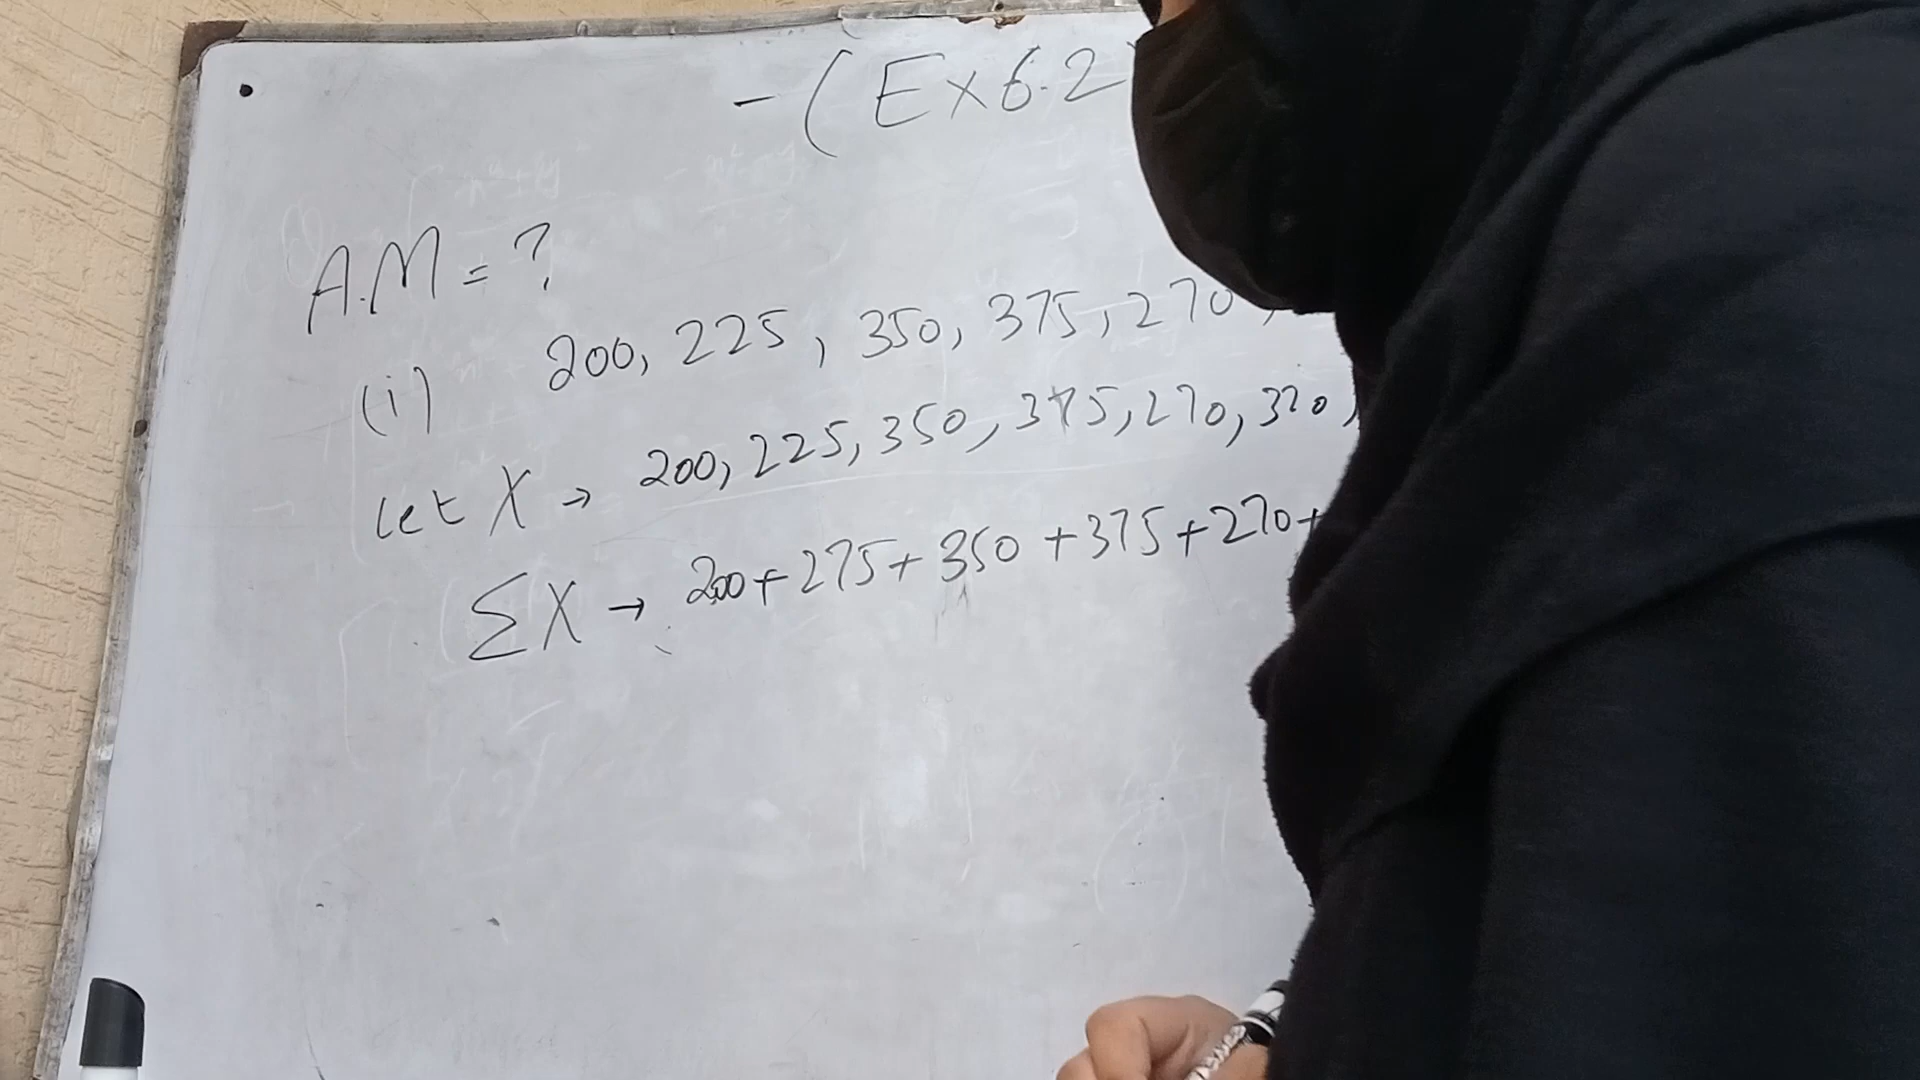 - (Ex 6.2
A.M = ?
(i) 200, 225, 350, 375, 270,
let X → 200, 225, 350, 375, 270, 320,
ΣX → 200 + 275 + 350 + 375 + 270 +